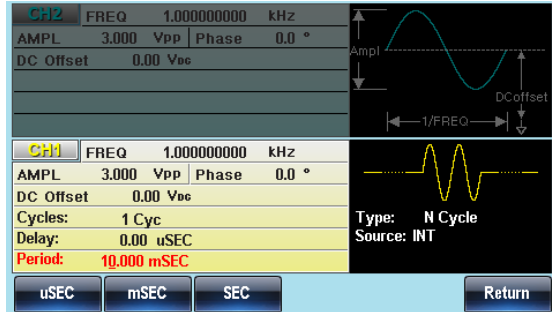 CH2 FREQ 1.000000000 kHz
AMPL 3.000 Vpp Phase 0.0 °
DC Offset 0.00 VDC
Ampl
DCoffset
1/FREQ
CH1 FREQ 1.000000000 kHz
AMPL 3.000 Vpp Phase 0.0 °
DC Offset 0.00 VDC
Cycles: 1 Cyc
Delay: 0.00 uSEC
Period: 10.000 mSEC
Type: N Cycle
Source: INT
uSEC mSEC SEC Return